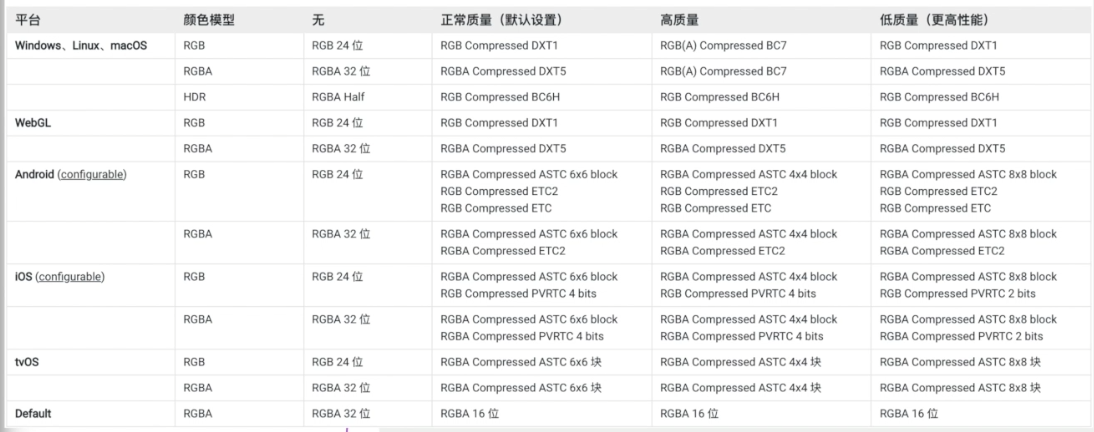 平台 颜色模型 无 正常质量（默认设置） 高质量 低质量（更高性能）
Windows、Linux、macOS RGB RGB 24 位 RGB Compressed DXT1 RGB(A) Compressed BC7 RGB Compressed DXT1
RGBA RGBA 32 位 RGBA Compressed DXT5 RGB(A) Compressed BC7 RGBA Compressed DXT5
HDR RGBA Half RGB Compressed BC6H RGB Compressed BC6H RGB Compressed BC6H
WebGL RGB RGB 24 位 RGB Compressed DXT1 RGB Compressed DXT1 RGB Compressed DXT1
RGBA RGBA 32 位 RGBA Compressed DXT5 RGBA Compressed DXT5 RGBA Compressed DXT5
Android (configurable) RGB RGB 24 位 RGBA Compressed ASTC 6x6 block RGBA Compressed ASTC 4x4 block RGBA Compressed ASTC 8x8 block
RGB Compressed ETC2 RGB Compressed ETC2 RGB Compressed ETC2
RGB Compressed ETC RGB Compressed ETC RGB Compressed ETC
RGBA RGBA 32 位 RGBA Compressed ASTC 6x6 block RGBA Compressed ASTC 4x4 block RGBA Compressed ASTC 8x8 block
RGBA Compressed ETC2 RGBA Compressed ETC2 RGBA Compressed ETC2
iOS (configurable) RGB RGB 24 位 RGBA Compressed ASTC 6x6 block RGBA Compressed ASTC 4x4 block RGBA Compressed ASTC 8x8 block
RGB Compressed PVRTC 4 bits RGB Compressed PVRTC 4 bits RGB Compressed PVRTC 2 bits
RGBA RGBA 32 位 RGBA Compressed ASTC 6x6 block RGBA Compressed ASTC 4x4 block RGBA Compressed ASTC 8x8 block
RGBA Compressed PVRTC 4 bits RGBA Compressed PVRTC 4 bits RGBA Compressed PVRTC 2 bits
tvOS RGB RGB 24 位 RGBA Compressed ASTC 6x6 块 RGBA Compressed ASTC 4x4 块 RGBA Compressed ASTC 8x8 块
RGBA RGBA 32 位 RGBA Compressed ASTC 6x6 块 RGBA Compressed ASTC 4x4 块 RGBA Compressed ASTC 8x8 块
Default RGBA RGBA 32 位 RGBA 16 位 RGBA 16 位 RGBA 16 位